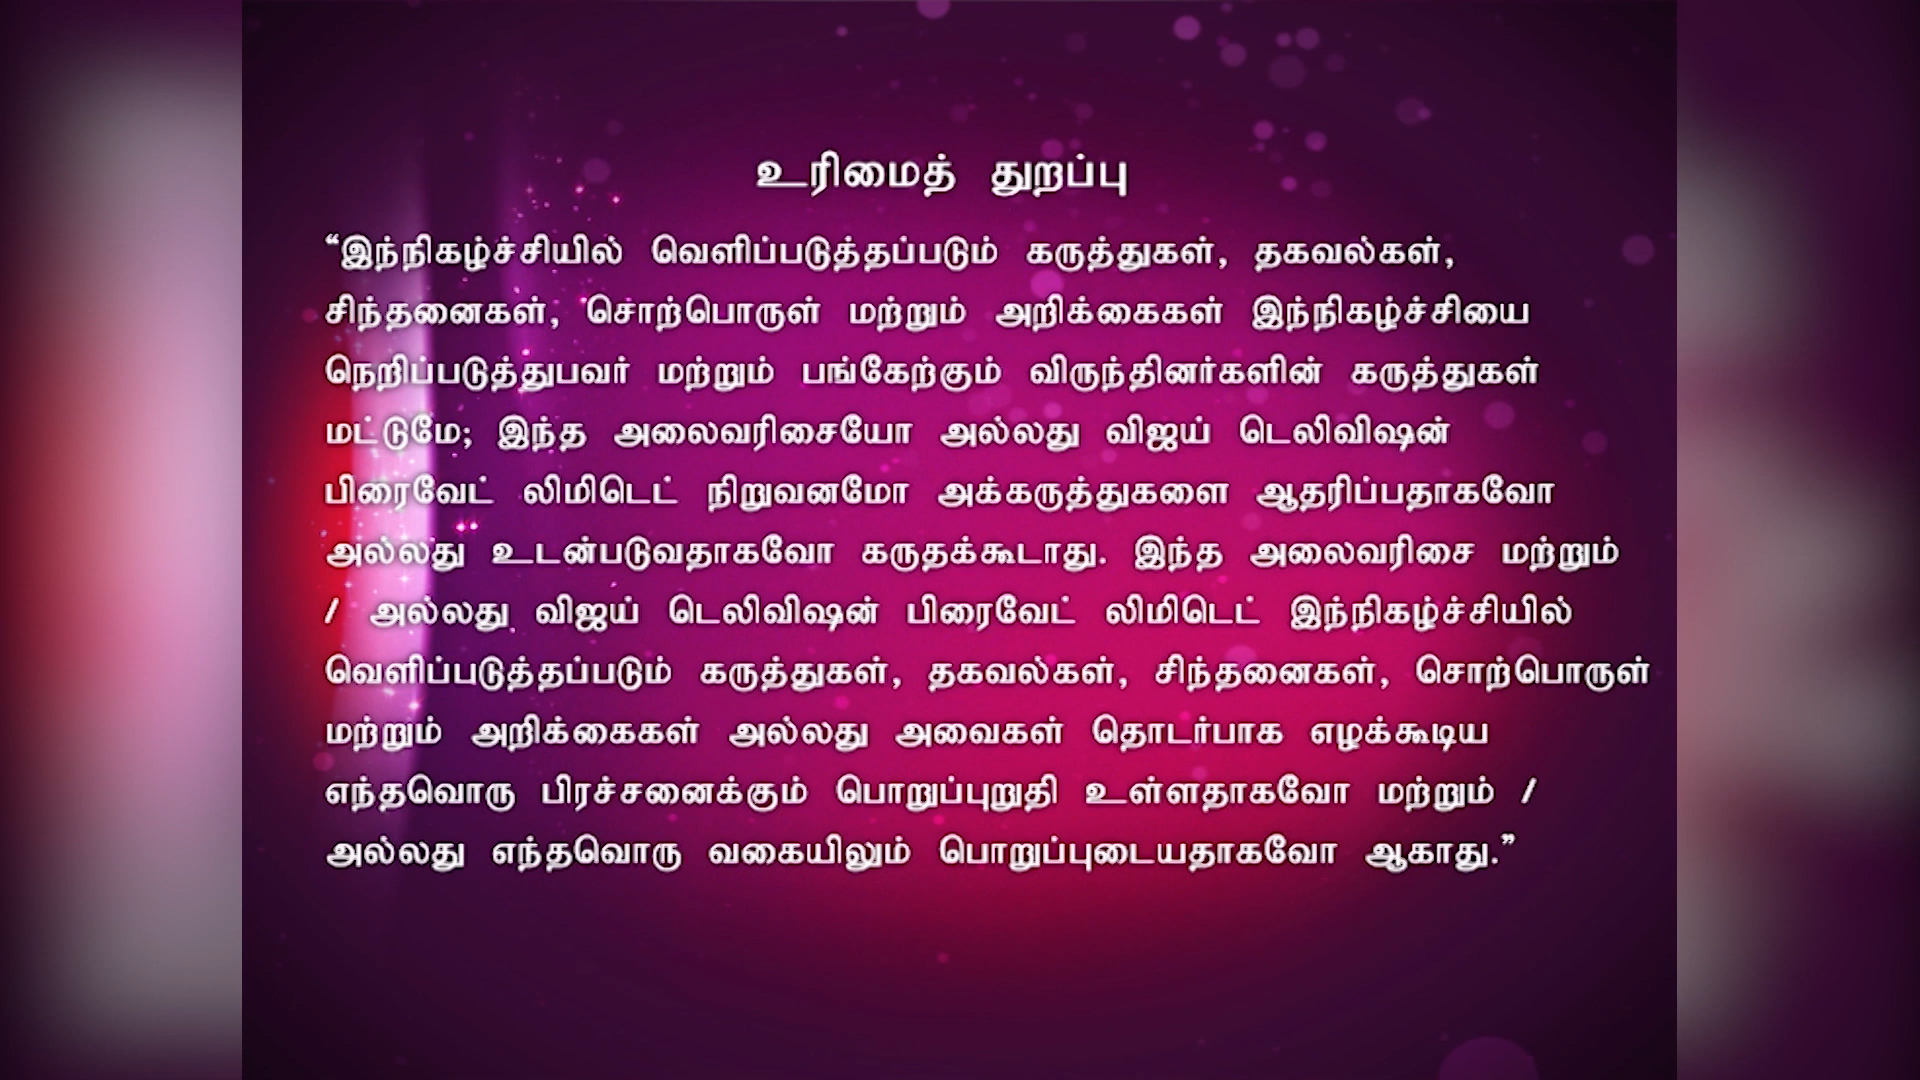 உரிமைத் துறப்பு
“இந்நிகழ்ச்சியில் வெளிப்படுத்தப்படும் கருத்துகள், தகவல்கள்,
சிந்தனைகள், சொற்பொருள் மற்றும் அறிக்கைகள் இந்நிகழ்ச்சியை
நெறிப்படுத்துபவர் மற்றும் பங்கேற்கும் விருந்தினர்களின் கருத்துகள்
மட்டுமே; இந்த அலைவரிசையோ அல்லது விஜய் டெலிவிஷன்
பிரைவேட் லிமிடெட் நிறுவனமோ அக்கருத்துகளை ஆதரிப்பதாகவோ
அல்லது உடன்படுவதாகவோ கருதக்கூடாது. இந்த அலைவரிசை மற்றும்
/ அல்லது விஜய் டெலிவிஷன் பிரைவேட் லிமிடெட் இந்நிகழ்ச்சியில்
வெளிப்படுத்தப்படும் கருத்துகள், தகவல்கள், சிந்தனைகள், சொற்பொருள்
மற்றும் அறிக்கைகள் அல்லது அவைகள் தொடர்பாக எழக்கூடிய
எந்தவொரு பிரச்சனைக்கும் பொறுப்புறுதி உள்ளதாகவோ மற்றும் /
அல்லது எந்தவொரு வகையிலும் பொறுப்புடையதாகவோ ஆகாது.”